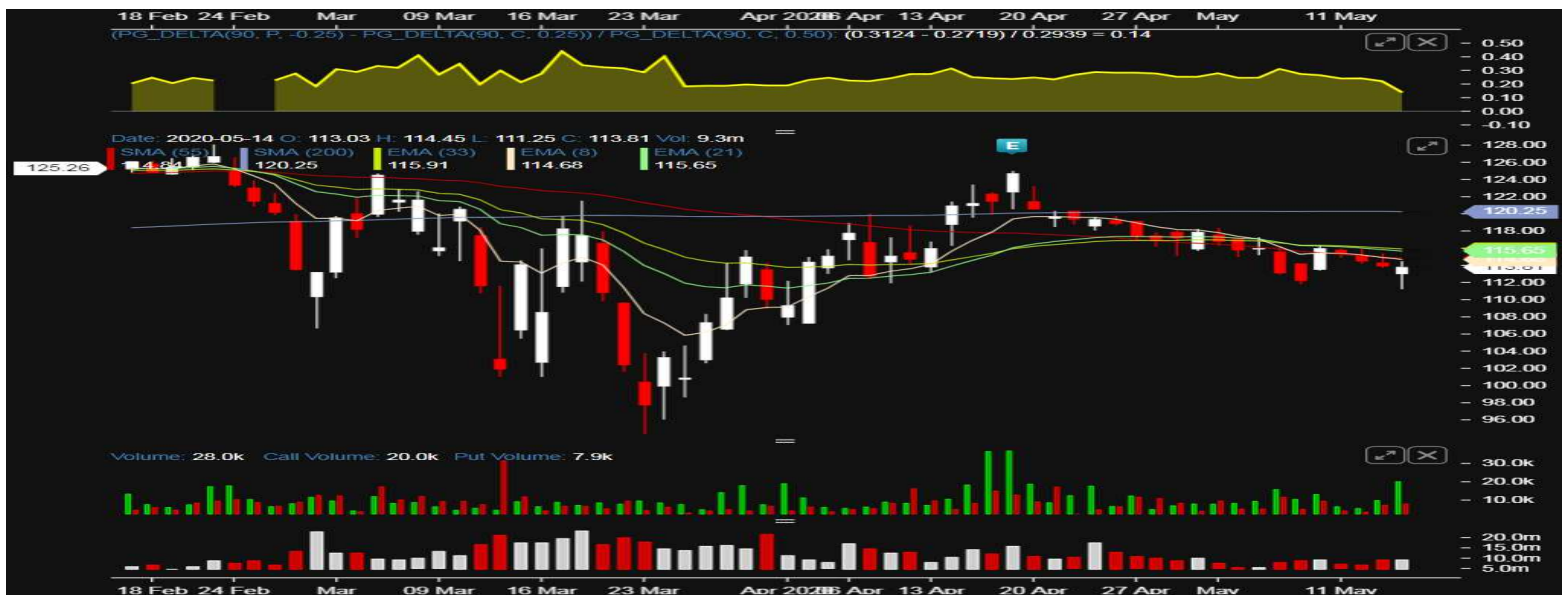 18 Feb 24 Feb Mar 09 Mar 16 Mar 23 Mar Apr 2020 06 Apr 13 Apr 20 Apr 27 Apr May 11 May
(PG_DELTA(90, P, -0.25) - PG_DELTA(90, C, 0.25)) / PG_DELTA(90, C, 0.50): (0.3124 - 0.2719) / 0.2939 = 0.14
0.50
0.40
0.30
0.20
0.10
0.00
-0.10
Date: 2020-05-14 O: 113.03 H: 114.45 L: 111.25 C: 113.81 Vol: 9.3m
SMA (55) SMA (200) EMA (33) EMA (8) EMA (21)
114.81 120.25 115.91 114.68 115.65
E
125.26
128.00
126.00
124.00
122.00
120.25
118.00
115.65
113.81
112.00
110.00
108.00
106.00
104.00
102.00
100.00
98.00
96.00
Volume: 28.0k Call Volume: 20.0k Put Volume: 7.9k
30.0k
20.0k
10.0k
20.0m
15.0m
10.0m
5.0m
18 Feb 24 Feb Mar 09 Mar 16 Mar 23 Mar Apr 2020 06 Apr 13 Apr 20 Apr 27 Apr May 11 May